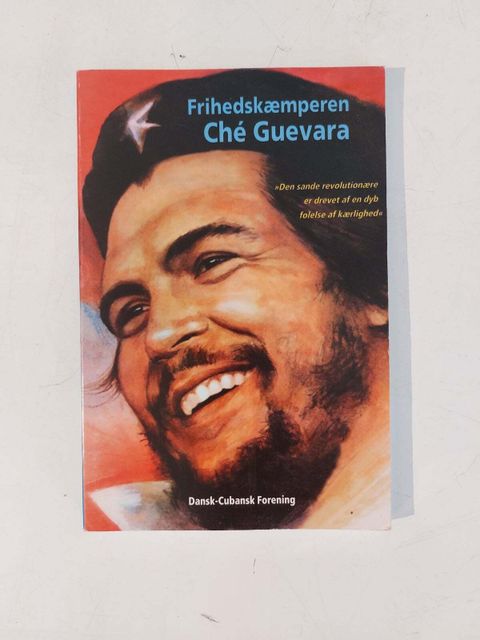 Frihedskæmperen
Ché Guevara
»Den sande revolutionære
er drevet af en dyb
følelse af kærlighed«
Dansk-Cubansk Forening